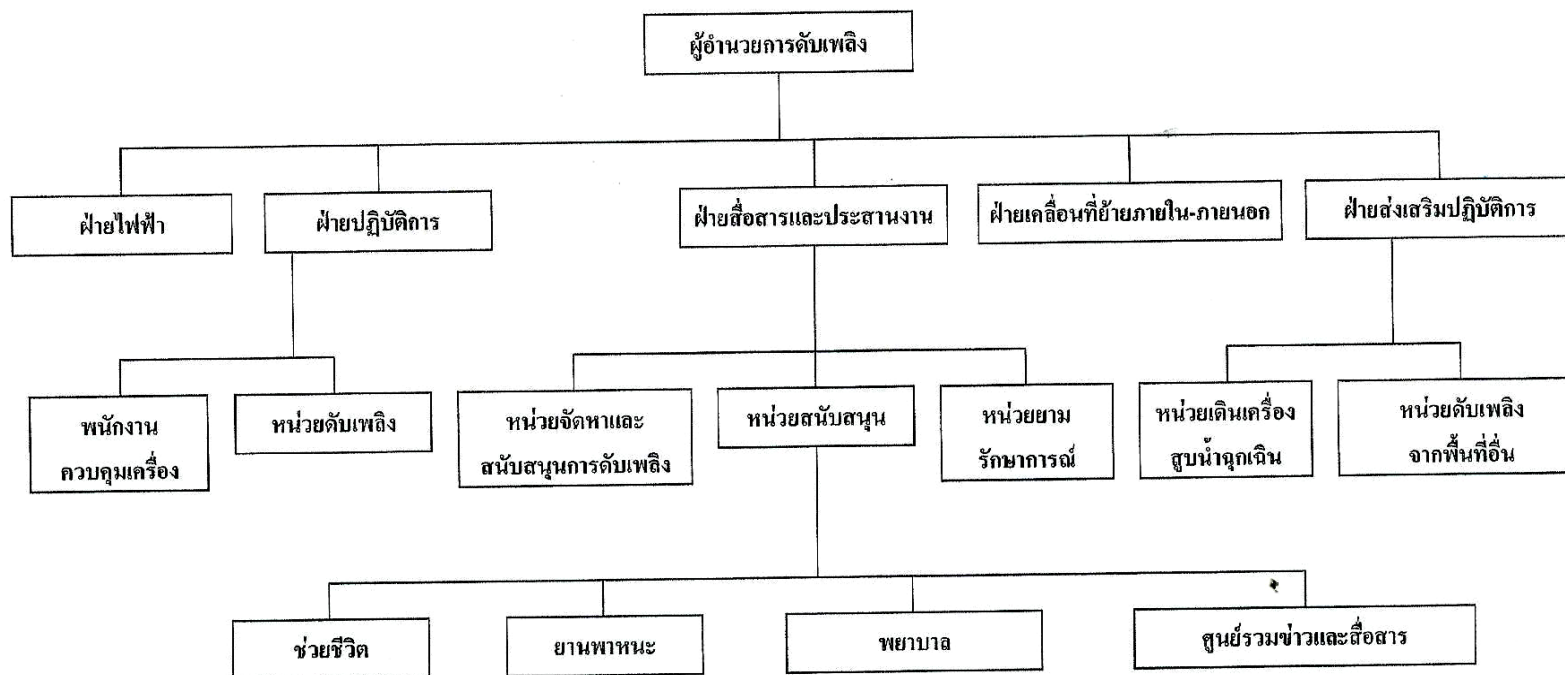 ผู้อำนวยการดับเพลิง
ฝ่ายไฟฟ้า
ฝ่ายปฏิบัติการ
ฝ่ายสื่อสารและประสานงาน
ฝ่ายเคลื่อนที่ย้ายภายใน-ภายนอก
ฝ่ายส่งเสริมปฏิบัติการ
พนักงาน
ควบคุมเครื่อง
หน่วยดับเพลิง
หน่วยจัดหาและ
สนับสนุนการดับเพลิง
หน่วยสนับสนุน
หน่วยยาม
รักษาการณ์
หน่วยเดินเครื่อง
สูบน้ำฉุกเฉิน
หน่วยดับเพลิง
จากพื้นที่อื่น
ช่วยชีวิต
ยานพาหนะ
พยาบาล
ศูนย์รวมข่าวและสื่อสาร